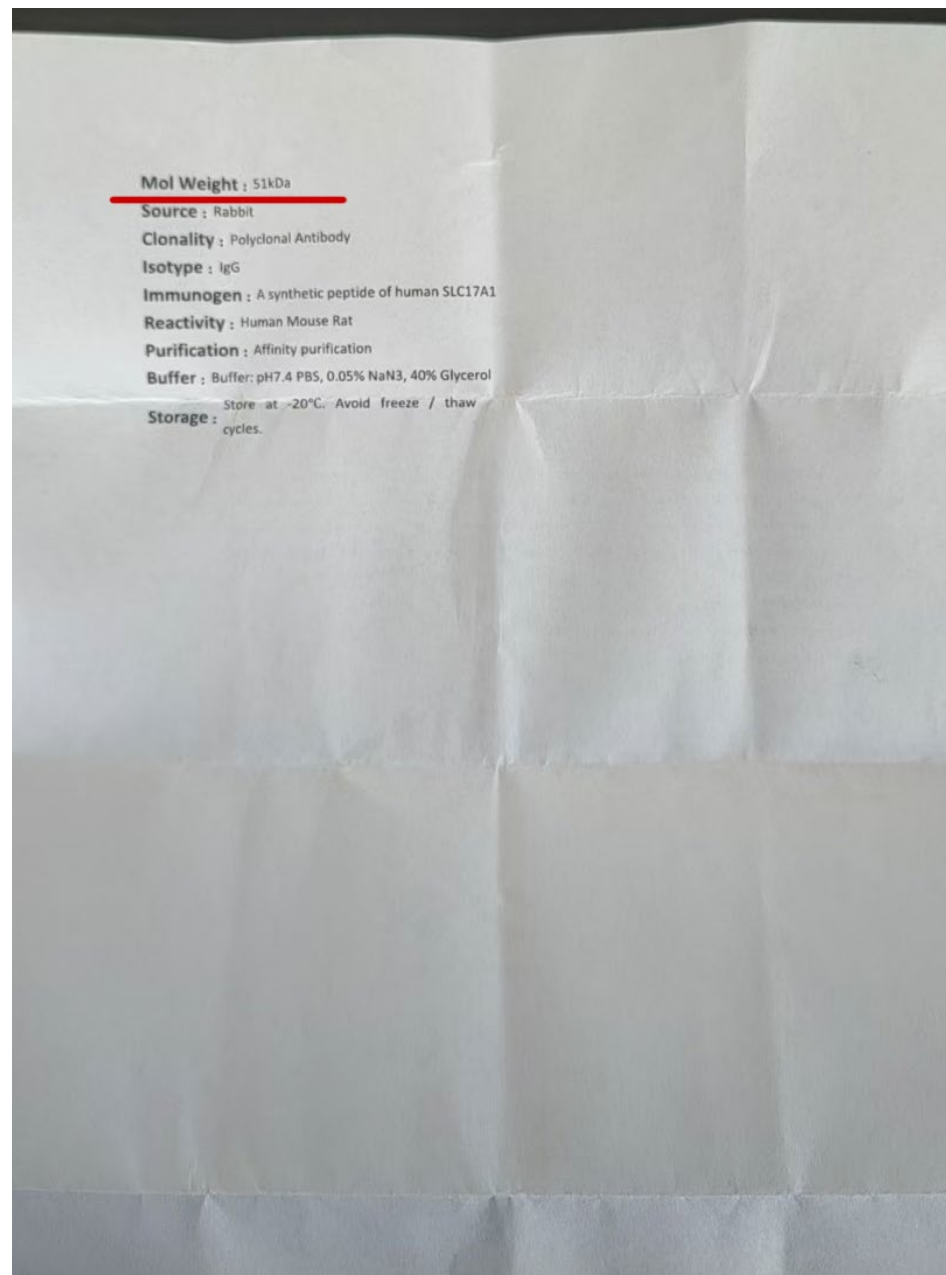 Mol Weight : 51kDa
Source : Rabbit
Clonality : Polyclonal Antibody
Isotype : IgG
Immunogen : A synthetic peptide of human SLC17A1
Reactivity : Human Mouse Rat
Purification : Affinity purification
Buffer : Buffer: pH7.4 PBS, 0.05% NaN3, 40% Glycerol
Storage : Store at -20°C. Avoid freeze / thaw
cycles.